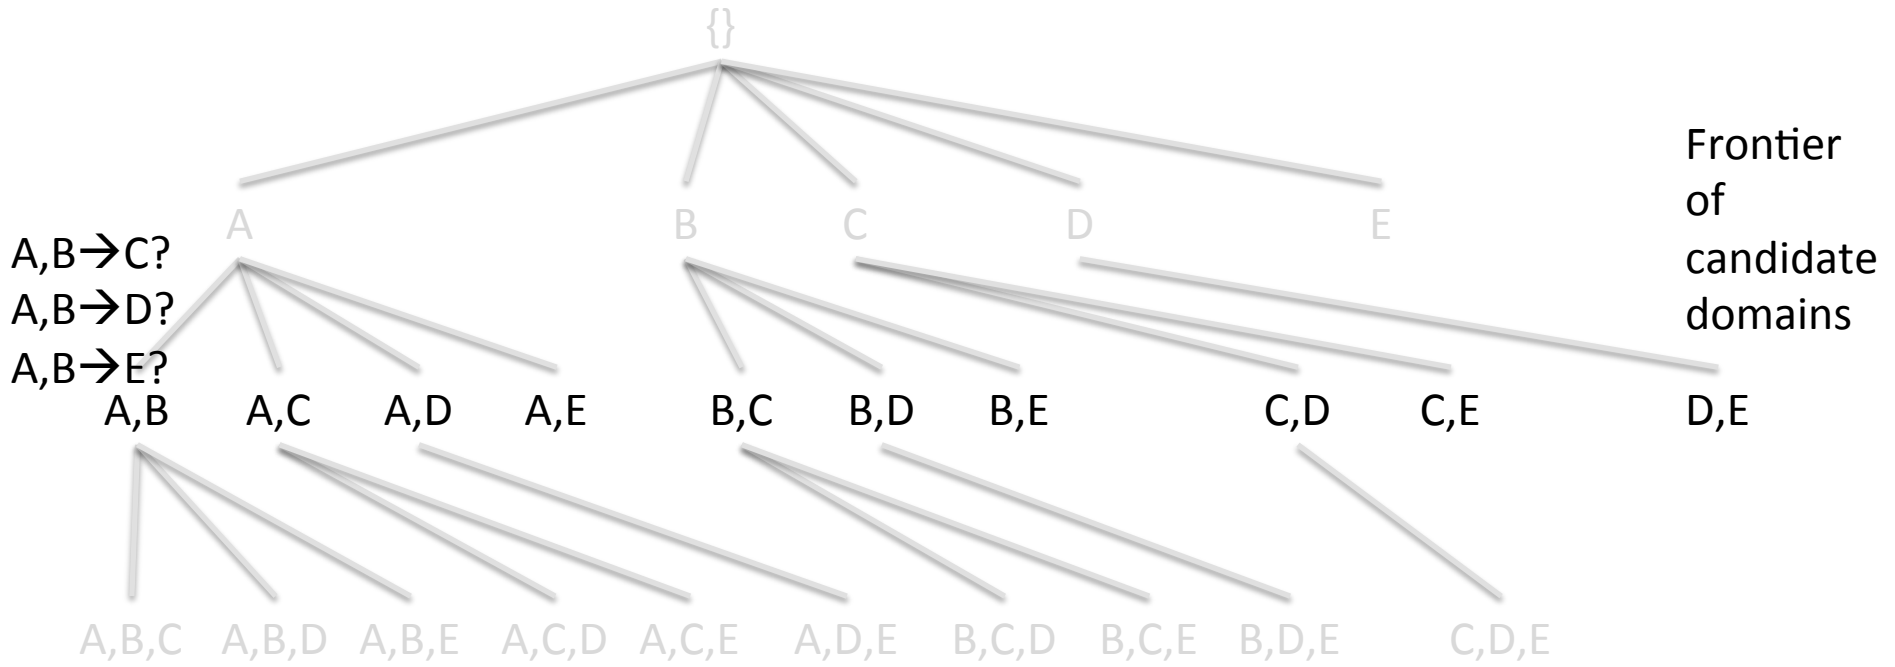 {}
A B C D E
A,B→C?
A,B→D?
A,B→E?
Frontier
of
candidate
domains
A,B A,C A,D A,E B,C B,D B,E C,D C,E D,E
A,B,C A,B,D A,B,E A,C,D A,C,E A,D,E B,C,D B,C,E B,D,E C,D,E